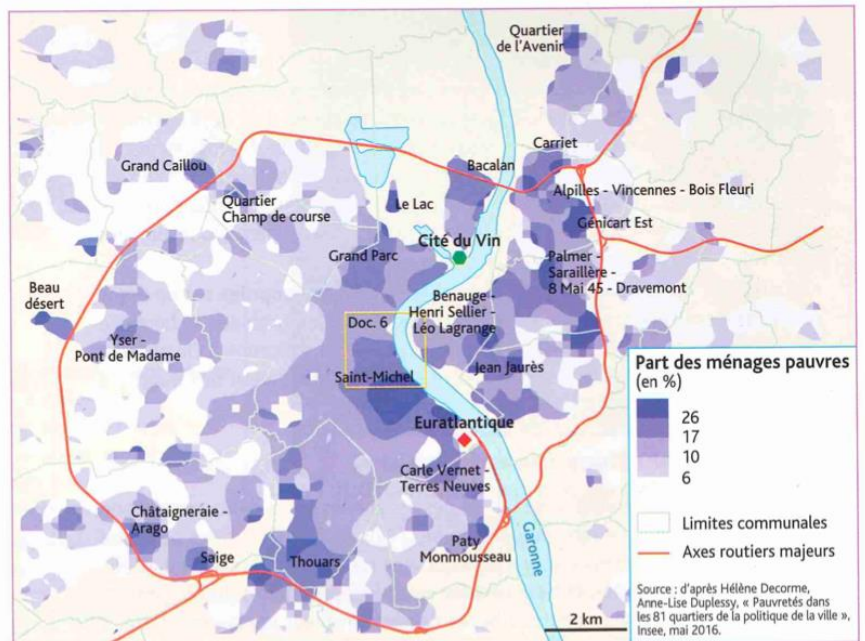 Quartier
de l'Avenir
Carriet
Grand Caillou
Bacalan
Alpilles - Vincennes - Bois Fleuri
Quartier
Champ de course
Le Lac
Génicart Est
Cité du Vin
Grand Parc
Palmer -
Saraillère -
8 Mai 45 - Dravemont
Beau
désert
Benauge -
Henri Sellier -
Léo Lagrange
Doc. 6
Yser -
Pont de Madame
Saint-Michel
Jean Jaurès
Euratlantique
Carle Vernet -
Terres Neuves
Châtaigneraie -
Arago
Saige
Thouars
Paty
Monmousseau
Garonne
2 km
Part des ménages pauvres
(en %)
26
17
10
6
Limites communales
Axes routiers majeurs
Source : d'après Hélène Decorme,
Anne-Lise Duplessy, « Pauvretés dans
les 81 quartiers de la politique de la ville »,
Insee, mai 2016.